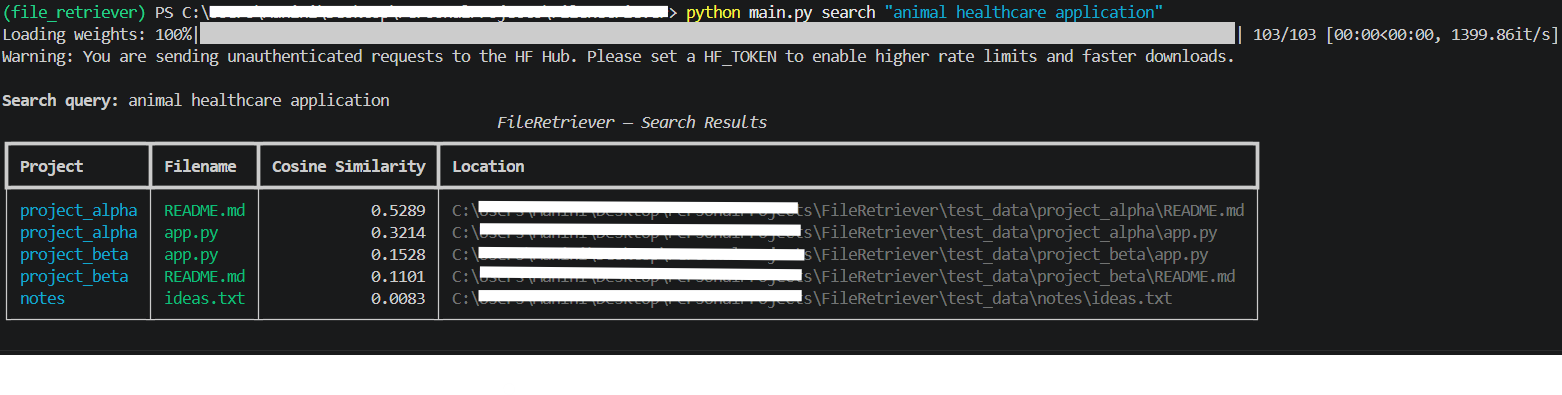 (file_retriever) PS C:\> python main.py search "animal healthcare application"
Loading weights: 100%| | 103/103 [00:00<00:00, 1399.86it/s]
Warning: You are sending unauthenticated requests to the HF Hub. Please set a HF_TOKEN to enable higher rate limits and faster downloads.
Search query: animal healthcare application
FileRetriever — Search Results
Project Filename Cosine Similarity Location
project_alpha README.md 0.5289 C:\ts\FileRetriever\test_data\project_alpha\README.md
project_alpha app.py 0.3214 C:\ts\FileRetriever\test_data\project_alpha\app.py
project_beta app.py 0.1528 C:\ts\FileRetriever\test_data\project_beta\app.py
project_beta README.md 0.1101 C:\ts\FileRetriever\test_data\project_beta\README.md
notes ideas.txt 0.0083 C:\ts\FileRetriever\test_data\notes\ideas.txt